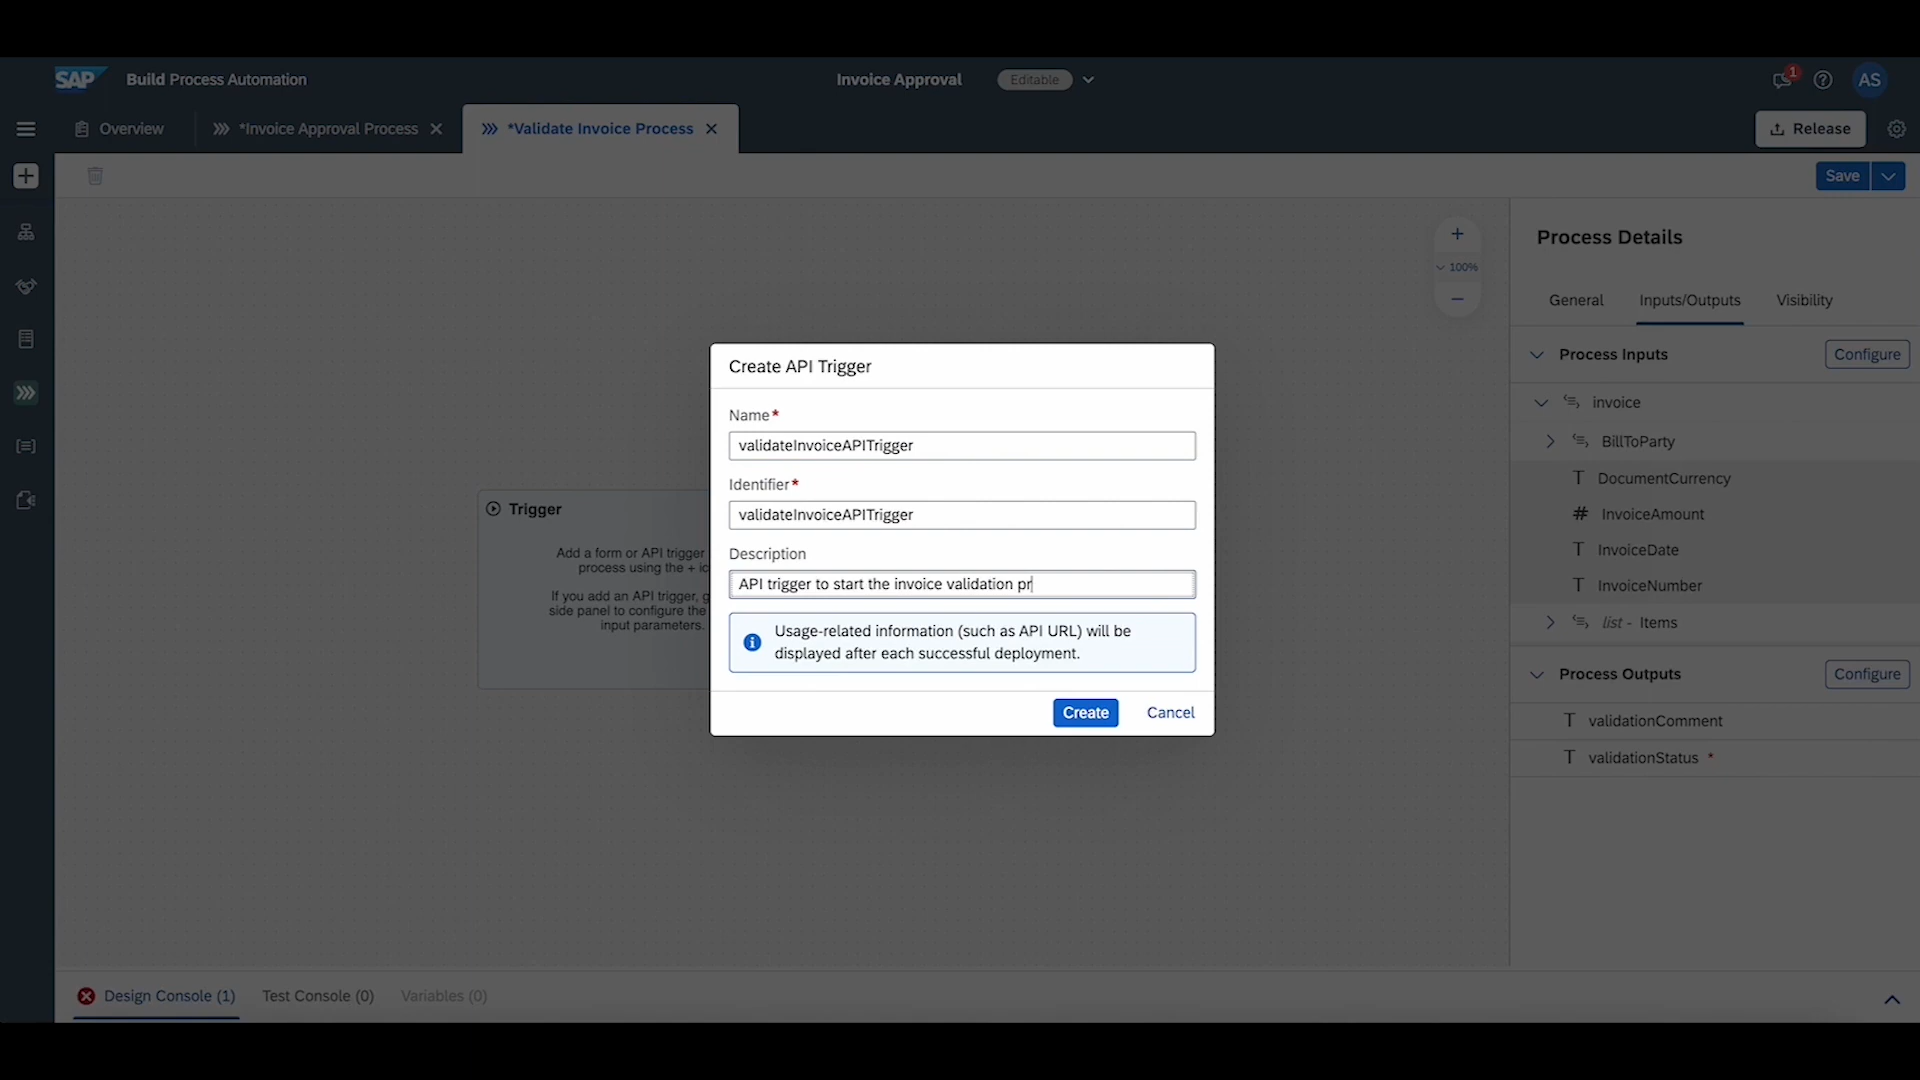 SAP Build Process Automation
Invoice Approval
Editable
1
AS
Overview
*Invoice Approval Process
*Validate Invoice Process
Release
Save
100%
Trigger
Add a form or API trigger
process using the + ic
If you add an API trigger, g
side panel to configure the
input parameters.
Create API Trigger
Name*
validateInvoiceAPITrigger
Identifier*
validateInvoiceAPITrigger
Description
API trigger to start the invoice validation pr
Usage-related information (such as API URL) will be
displayed after each successful deployment.
Create
Cancel
Process Details
General
Inputs/Outputs
Visibility
Process Inputs
Configure
invoice
BillToParty
T DocumentCurrency
# InvoiceAmount
T InvoiceDate
T InvoiceNumber
list - Items
Process Outputs
Configure
T validationComment
T validationStatus *
Design Console (1)
Test Console (0)
Variables (0)